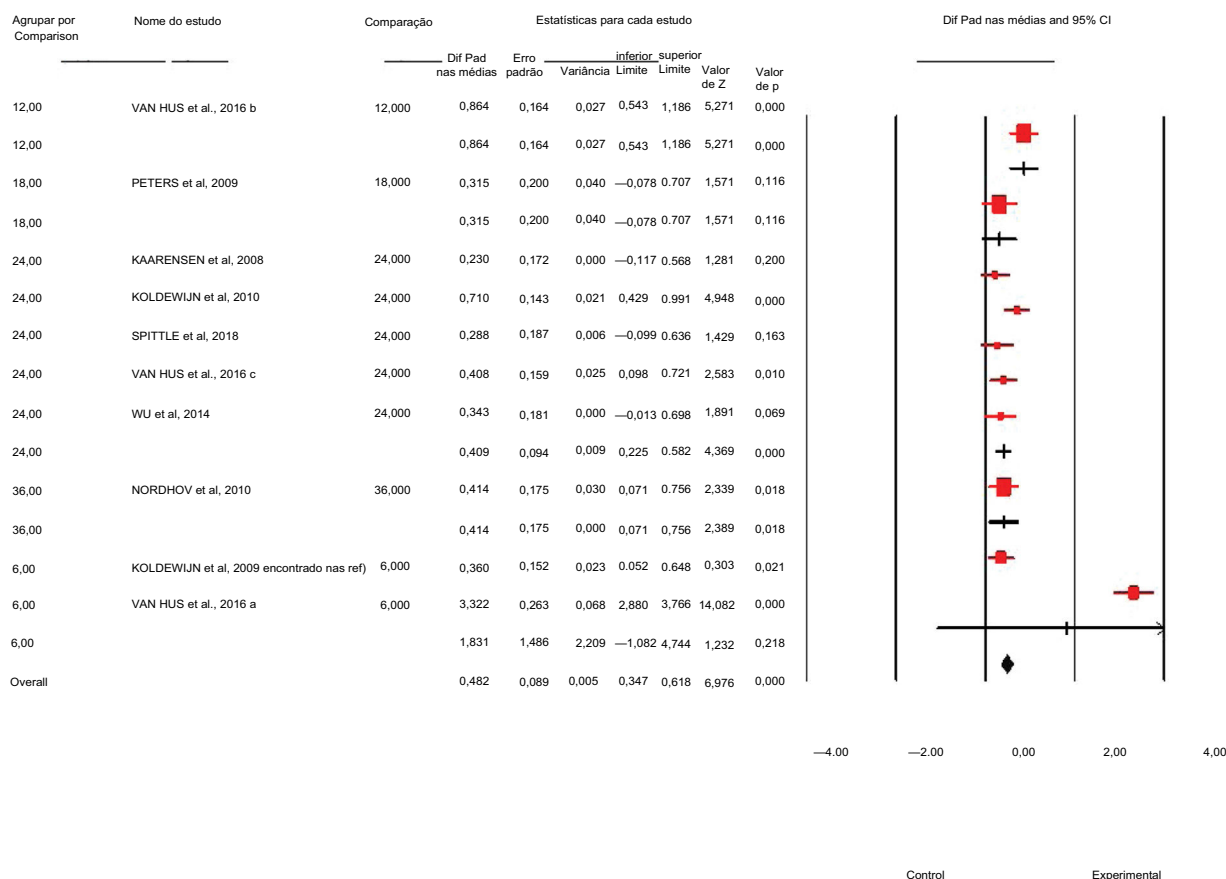 Agrupar por Comparison Nome do estudo Comparação Estatísticas para cada estudo Dif Pad nas médias and 95% CI
Dif Pad nas médias Erro padrão Variância inferior Limite superior Limite Valor de Z Valor de p
12,00 VAN HUS et al., 2016 b 12,000 0,864 0,164 0,027 0,543 1,186 5,271 0,000
12,00 0,864 0,164 0,027 0,543 1,186 5,271 0,000
18,00 PETERS et al, 2009 18,000 0,315 0,200 0,040 —0,078 0.707 1,571 0,116
18,00 0,315 0,200 0,040 —0,078 0.707 1,571 0,116
24,00 KAARENSEN et al, 2008 24,000 0,230 0,172 0,000 —0,117 0.568 1,281 0,200
24,00 KOLDEWIJN et al, 2010 24,000 0,710 0,143 0,021 0,429 0.991 4,948 0,000
24,00 SPITTLE et al, 2018 24,000 0,288 0,187 0,006 —0,099 0.636 1,429 0,163
24,00 VAN HUS et al., 2016 c 24,000 0,408 0,159 0,025 0,098 0.721 2,583 0,010
24,00 WU et al, 2014 24,000 0,343 0,181 0,000 —0,013 0.698 1,891 0,069
24,00 0,409 0,094 0,009 0,225 0.582 4,369 0,000
36,00 NORDHOV et al, 2010 36,000 0,414 0,175 0,030 0,071 0,756 2,339 0,018
36,00 0,414 0,175 0,000 0,071 0,756 2,389 0,018
6,00 KOLDEWIJN et al, 2009 encontrado nas ref) 6,000 0,360 0,152 0,023 0.052 0,648 0,303 0,021
6,00 VAN HUS et al., 2016 a 6,000 3,322 0,263 0,068 2,880 3,766 14,082 0,000
6,00 1,831 1,486 2,209 —1,082 4,744 1,232 0,218
Overall 0,482 0,089 0,005 0,347 0,618 6,976 0,000
—4.00 —2.00 0,00 2,00 4,00
Control Experimental